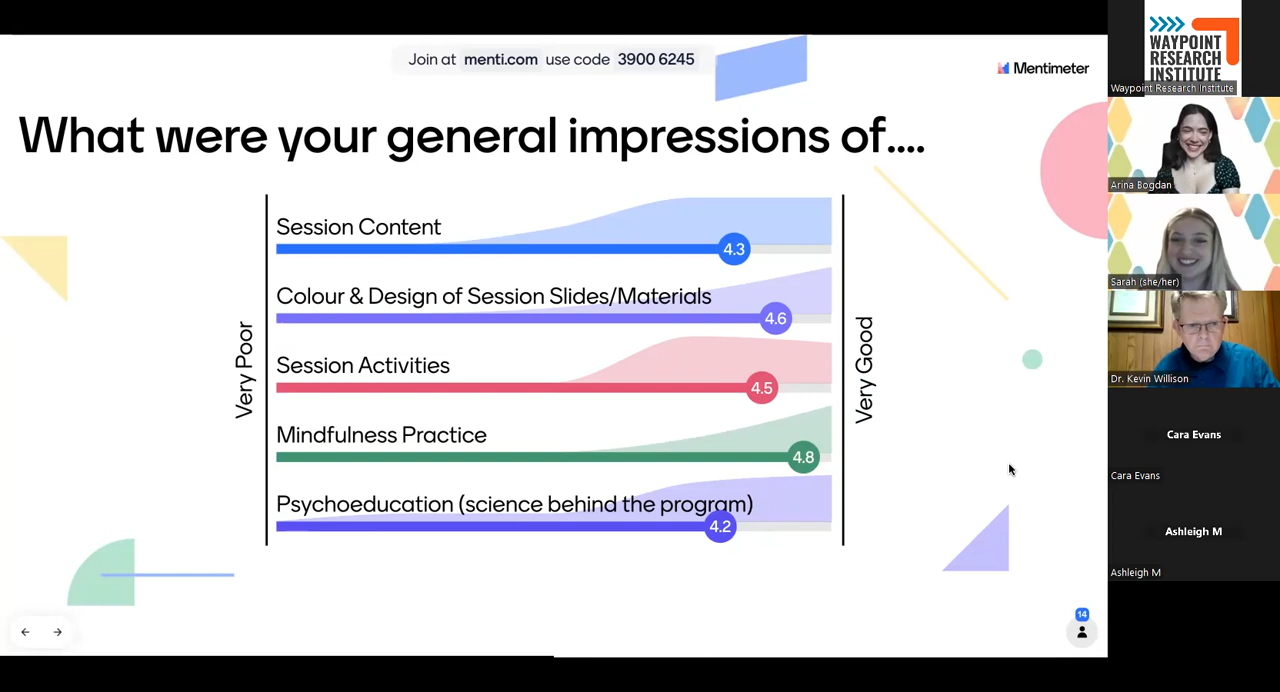 Join at menti.com use code 3900 6245
Mentimeter
What were your general impressions of....
Very Poor
Session Content
4.3
Colour & Design of Session Slides/Materials
4.6
Session Activities
4.5
Mindfulness Practice
4.8
Psychoeducation (science behind the program)
4.2
Very Good
14
WAYPOINT
RESEARCH
INSTITUTE
Waypoint Research Institute
Arina Bogdan
Sarah (she/her)
Dr. Kevin Willison
Cara Evans
Cara Evans
Ashleigh M
Ashleigh M